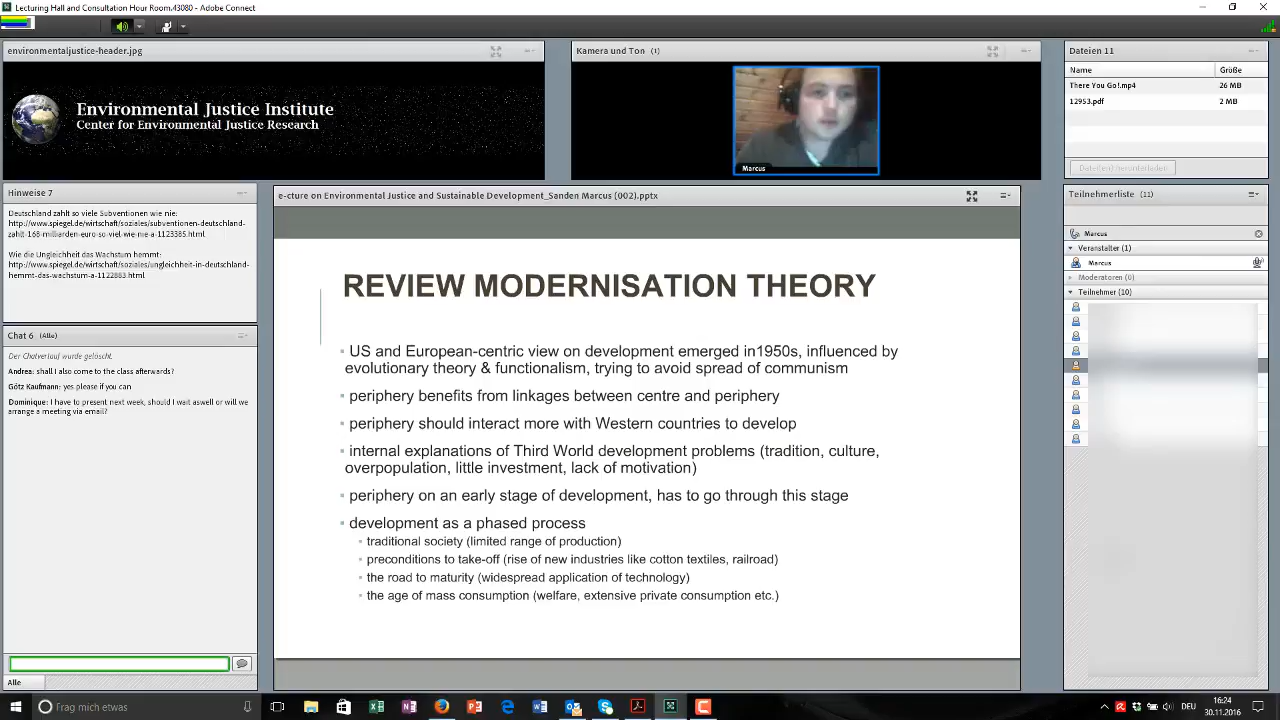 Lecturing Hall and Consultation Hour Room.43080 - Adobe Connect
environmentaljustice-header.jpg
Environmental Justice Institute
Center for Environmental Justice Research
Kamera und Ton (1)
Marcus
Dateien 11
Name Größe
There You Go!.mp4 26 MB
12953.pdf 2 MB
Datei(en) herunterladen
Hinweise 7
Deutschland zahlt so viele Subventionen wie nie:
http://www.spiegel.de/wirtschaft/soziales/subventionen-deutschland-
zahlt-168-milliarden-euro-so-viel-wie-nie-a-1123385.html
Wie die Ungleichheit das Wachstum hemmt:
http://www.spiegel.de/wirtschaft/soziales/ungleichheit-in-deutschland-
hemmt-das-wachstum-a-1122883.html
Chat 6 (Alle)
Der Chatverlauf wurde gelöscht.
Andrea: shall I also come to the class afterwards?
Götz Kaufmann: yes please if you can
Dominique: I have to present next week, should I wait aswell or will we
arrange a meeting via email?
Alle
e-cture on Environmental Justice and Sustainable Development_Sanden Marcus (002).pptx
REVIEW MODERNISATION THEORY
US and European-centric view on development emerged in1950s, influenced by
evolutionary theory & functionalism, trying to avoid spread of communism
periphery benefits from linkages between centre and periphery
periphery should interact more with Western countries to develop
internal explanations of Third World development problems (tradition, culture,
overpopulation, little investment, lack of motivation)
periphery on an early stage of development, has to go through this stage
development as a phased process
traditional society (limited range of production)
preconditions to take-off (rise of new industries like cotton textiles, railroad)
the road to maturity (widespread application of technology)
the age of mass consumption (welfare, extensive private consumption etc.)
Teilnehmerliste (11)
Marcus
Veranstalter (1)
Marcus
Moderatoren (0)
Teilnehmer (10)
Frag mich etwas
DEU
16:24
30.11.2016